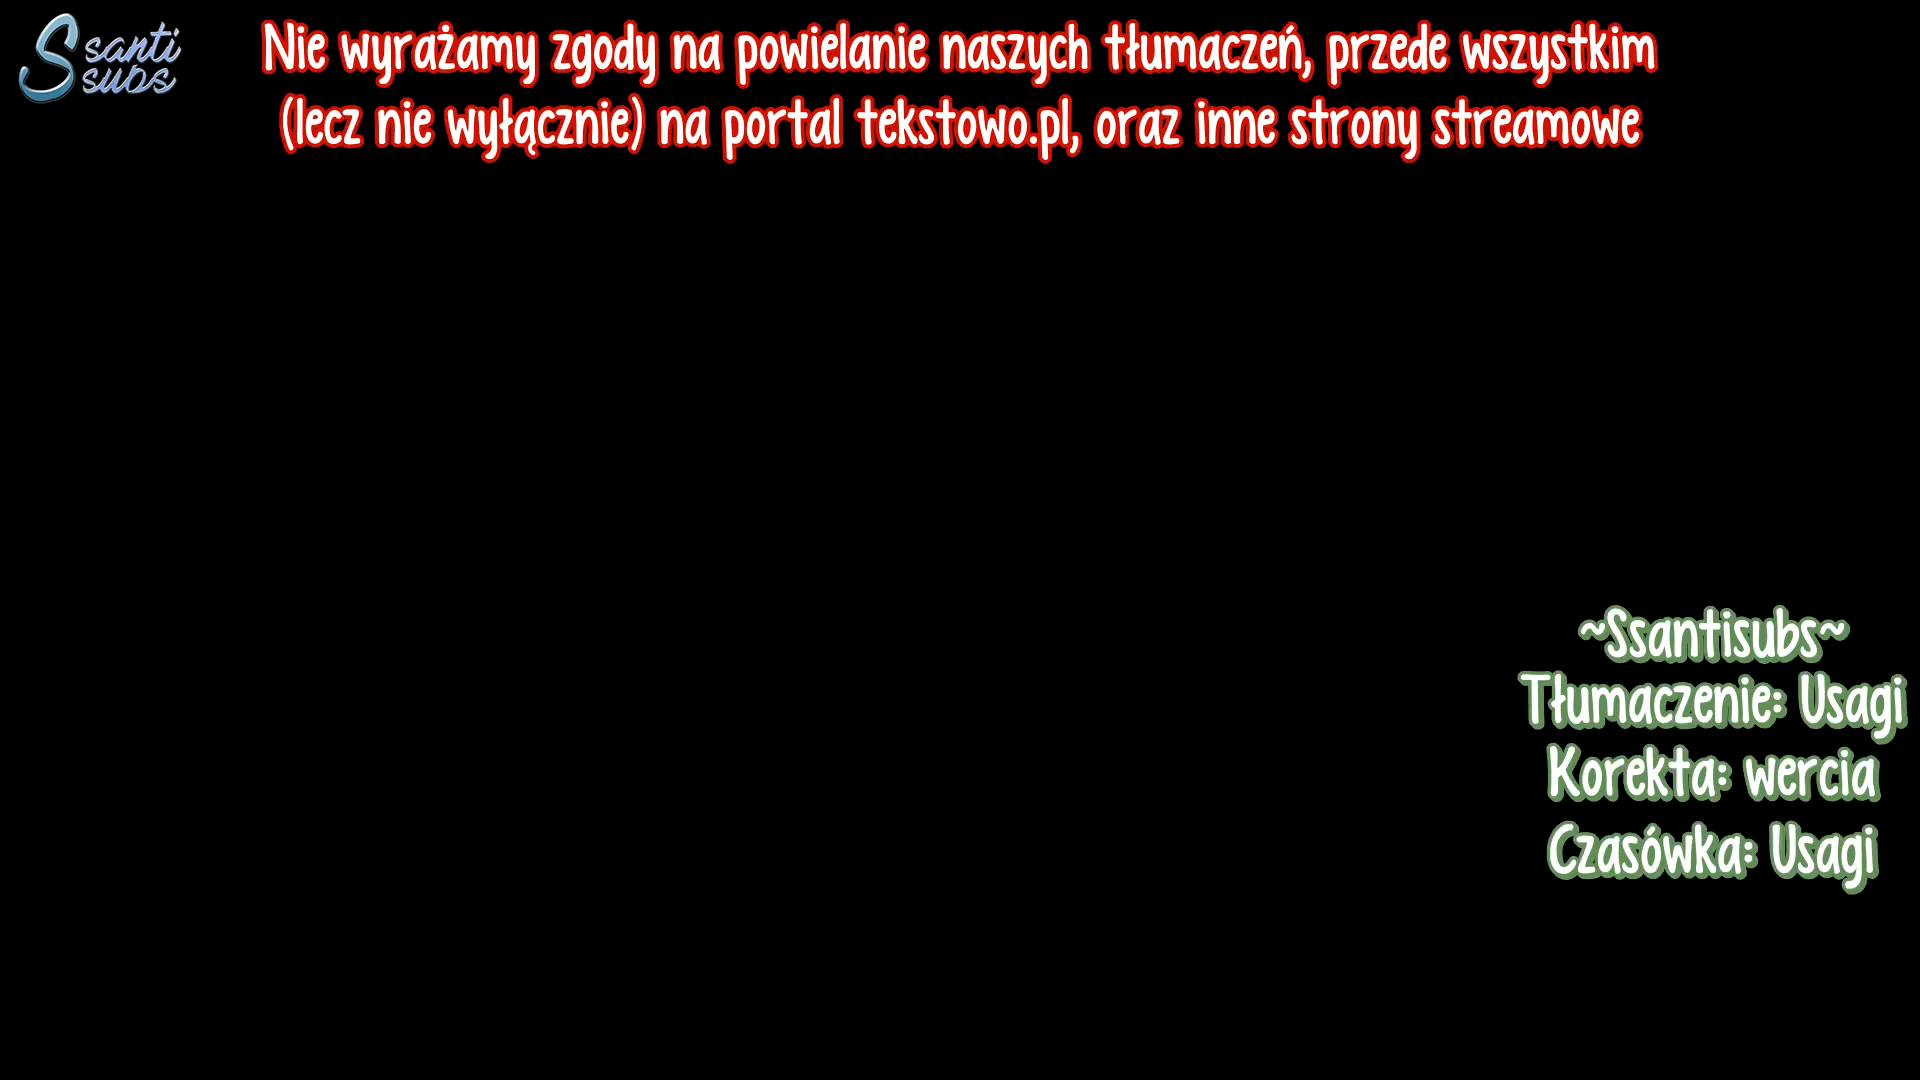 Ssanti
subs
Nie wyrażamy zgody na powielanie naszych tłumaczeń, przede wszystkim
(lecz nie wyłącznie) na portal tekstowo.pl, oraz inne strony streamowe
~Ssantisubs~
Tłumaczenie: Usagi
Korekta: wercia
Czasówka: Usagi